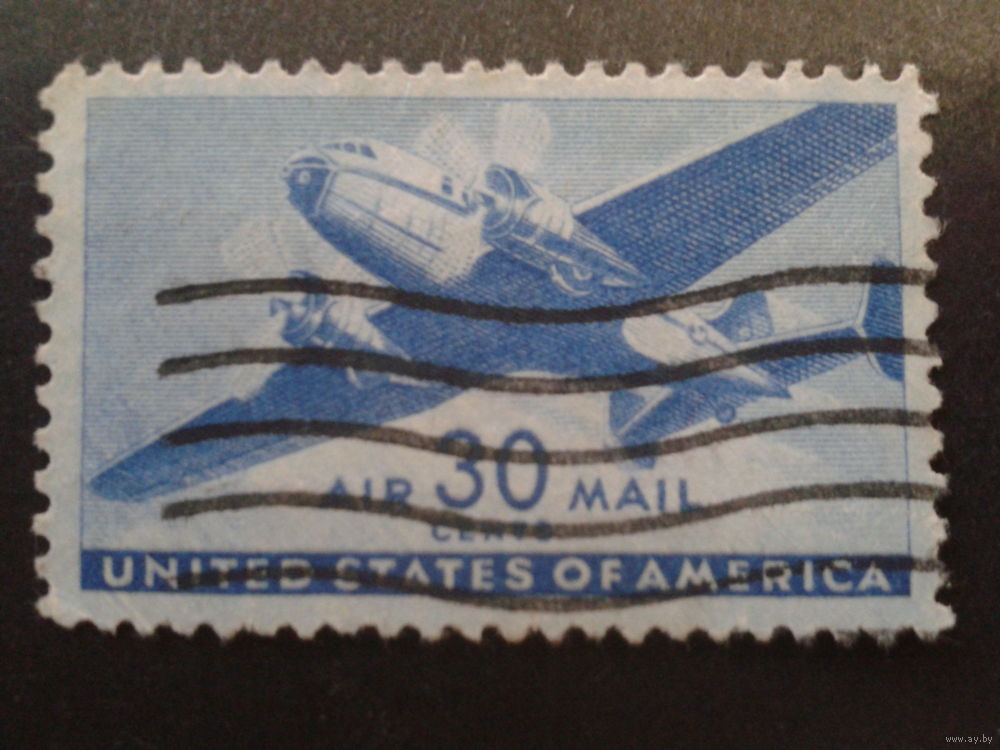 AIR 30 MAIL
CENTS
UNITED STATES OF AMERICA
www.ay.by